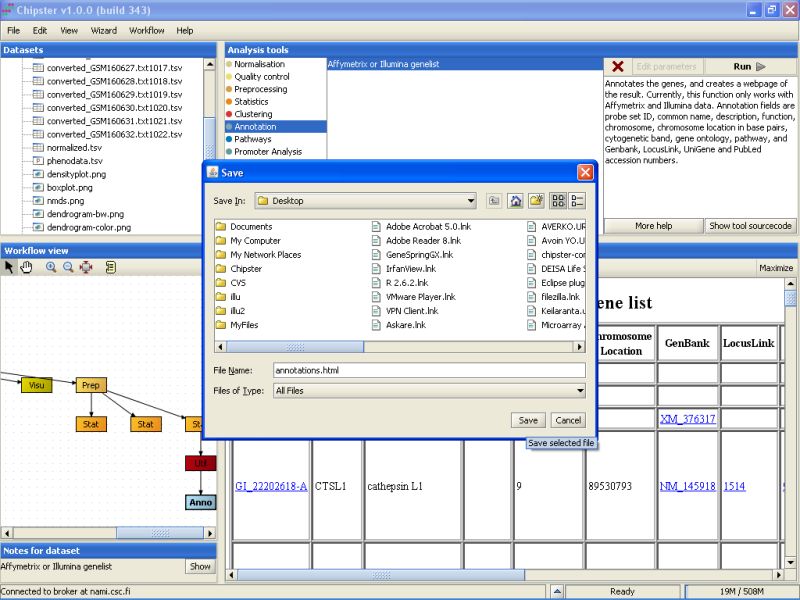 Chipster v1.0.0 (build 343)
File Edit View Wizard Workflow Help
Datasets
converted_GSM160627.txt1017.tsv
converted_GSM160628.txt1018.tsv
converted_GSM160629.txt1019.tsv
converted_GSM160630.txt1020.tsv
converted_GSM160631.txt1021.tsv
converted_GSM160632.txt1022.tsv
normalized.tsv
phenodata.tsv
densityplot.png
boxplot.png
nmds.png
dendrogram-bw.png
dendrogram-color.png
Analysis tools
Normalisation
Quality control
Preprocessing
Statistics
Clustering
Annotation
Pathways
Promoter Analysis
Affymetrix or Illumina genelist
Edit parameters
Run
Annotates the genes, and creates a webpage of
the result. Currently, this function only works with
Affymetrix and Illumina data. Annotation fields are
probe set ID, common name, description, function,
chromosome, chromosome location in base pairs,
cytogenetic band, gene ontology, pathway, and
Genbank, LocusLink, UniGene and PubLed
accession numbers.
More help
Show tool sourcecode
Save
Save In:
Desktop
Documents
My Computer
My Network Places
Chipster
CVS
illu
illu2
MyFiles
Adobe Acrobat 5.0.lnk
Adobe Reader 8.lnk
GeneSpringGX.lnk
IrfanView.lnk
R 2.6.2.lnk
VMware Player.lnk
VPN Client.lnk
Askare.lnk
AVERKO.UR
Avoin YO.U
chipster-con
DEISA Life S
Eclipse plug
filezilla.lnk
Keilaranta.u
Microarray
File Name:
annotations.html
Files of Type:
All Files
Save
Cancel
Save selected file
Workflow view
Visu
Prep
Stat
Stat
Anno
Maximize
ene list
romosome
Location
GenBank
LocusLink
XM_376317
GI_22202618-A
CTSL1
cathepsin L1
9
89530793
NM_145918
1514
Notes for dataset
Affymetrix or Illumina genelist
Show
Connected to broker at nami.csc.fi
Ready
19M / 508M